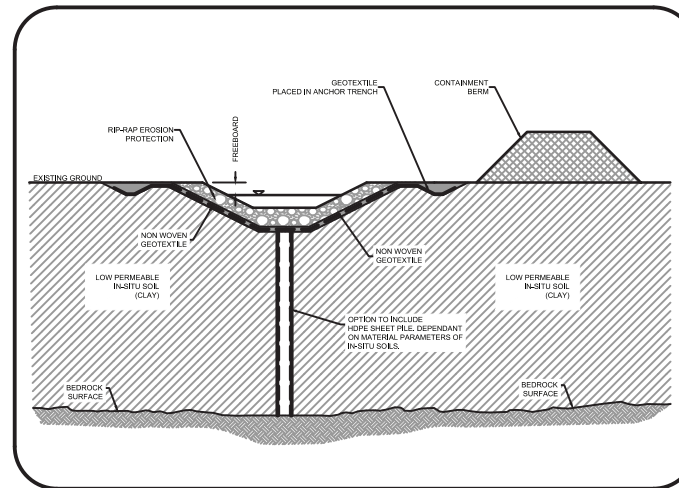 GEOTEXTILE
PLACED IN ANCHOR TRENCH
CONTAINMENT
BERM
RIP-RAP EROSION
PROTECTION
FREEBOARD
EXISTING GROUND
NON WOVEN
GEOTEXTILE
NON WOVEN
GEOTEXTILE
LOW PERMEABLE
IN-SITU SOIL
(CLAY)
LOW PERMEABLE
IN-SITU SOIL
(CLAY)
OPTION TO INCLUDE
HDPE SHEET PILE. DEPENDANT
ON MATERIAL PARAMETERS OF
IN-SITU SOILS.
BEDROCK
SURFACE
BEDROCK
SURFACE